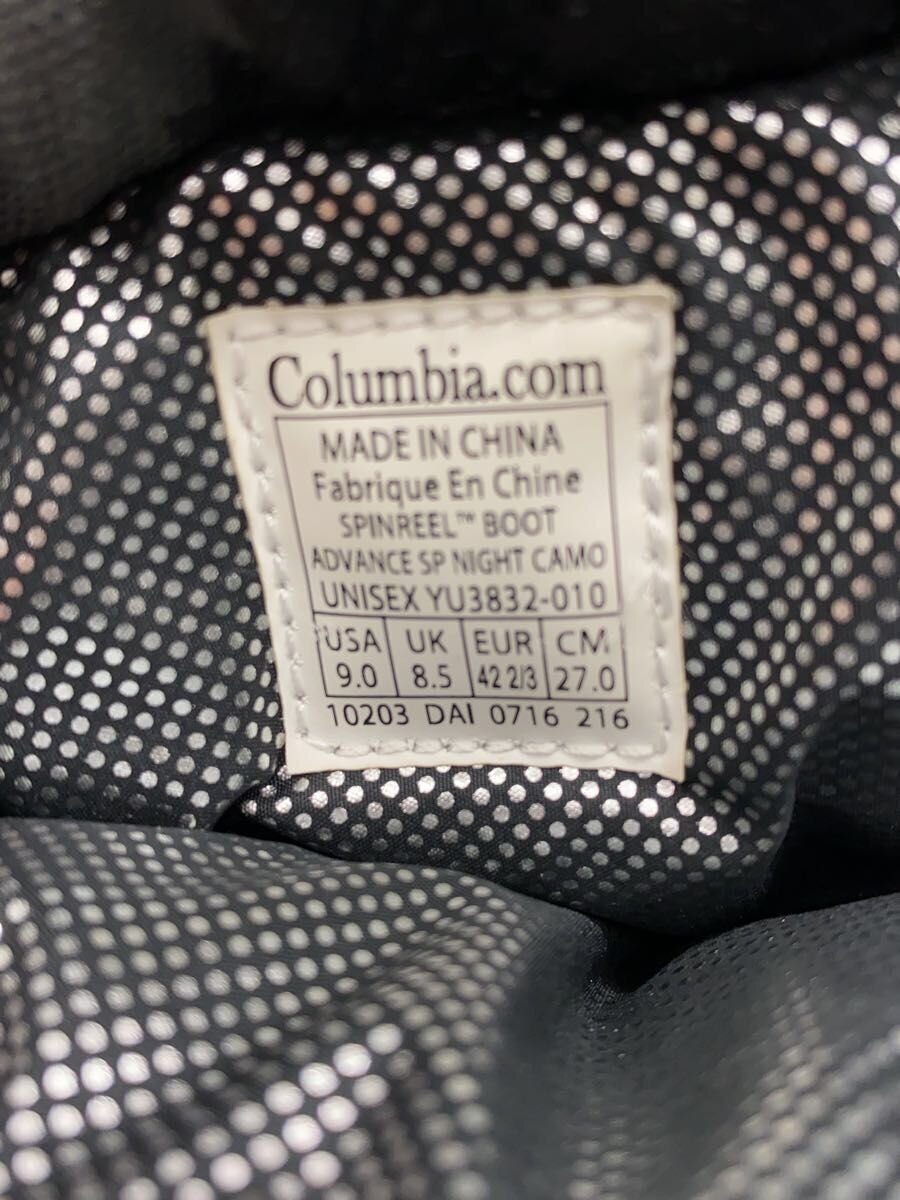 Columbia.com
MADE IN CHINA
Fabrique En Chine
SPINREEL™ BOOT
ADVANCE SP NIGHT CAMO
UNISEX YU3832-010
USA UK EUR CM
9.0 8.5 42 2/3 27.0
10203 DAI 0716 216